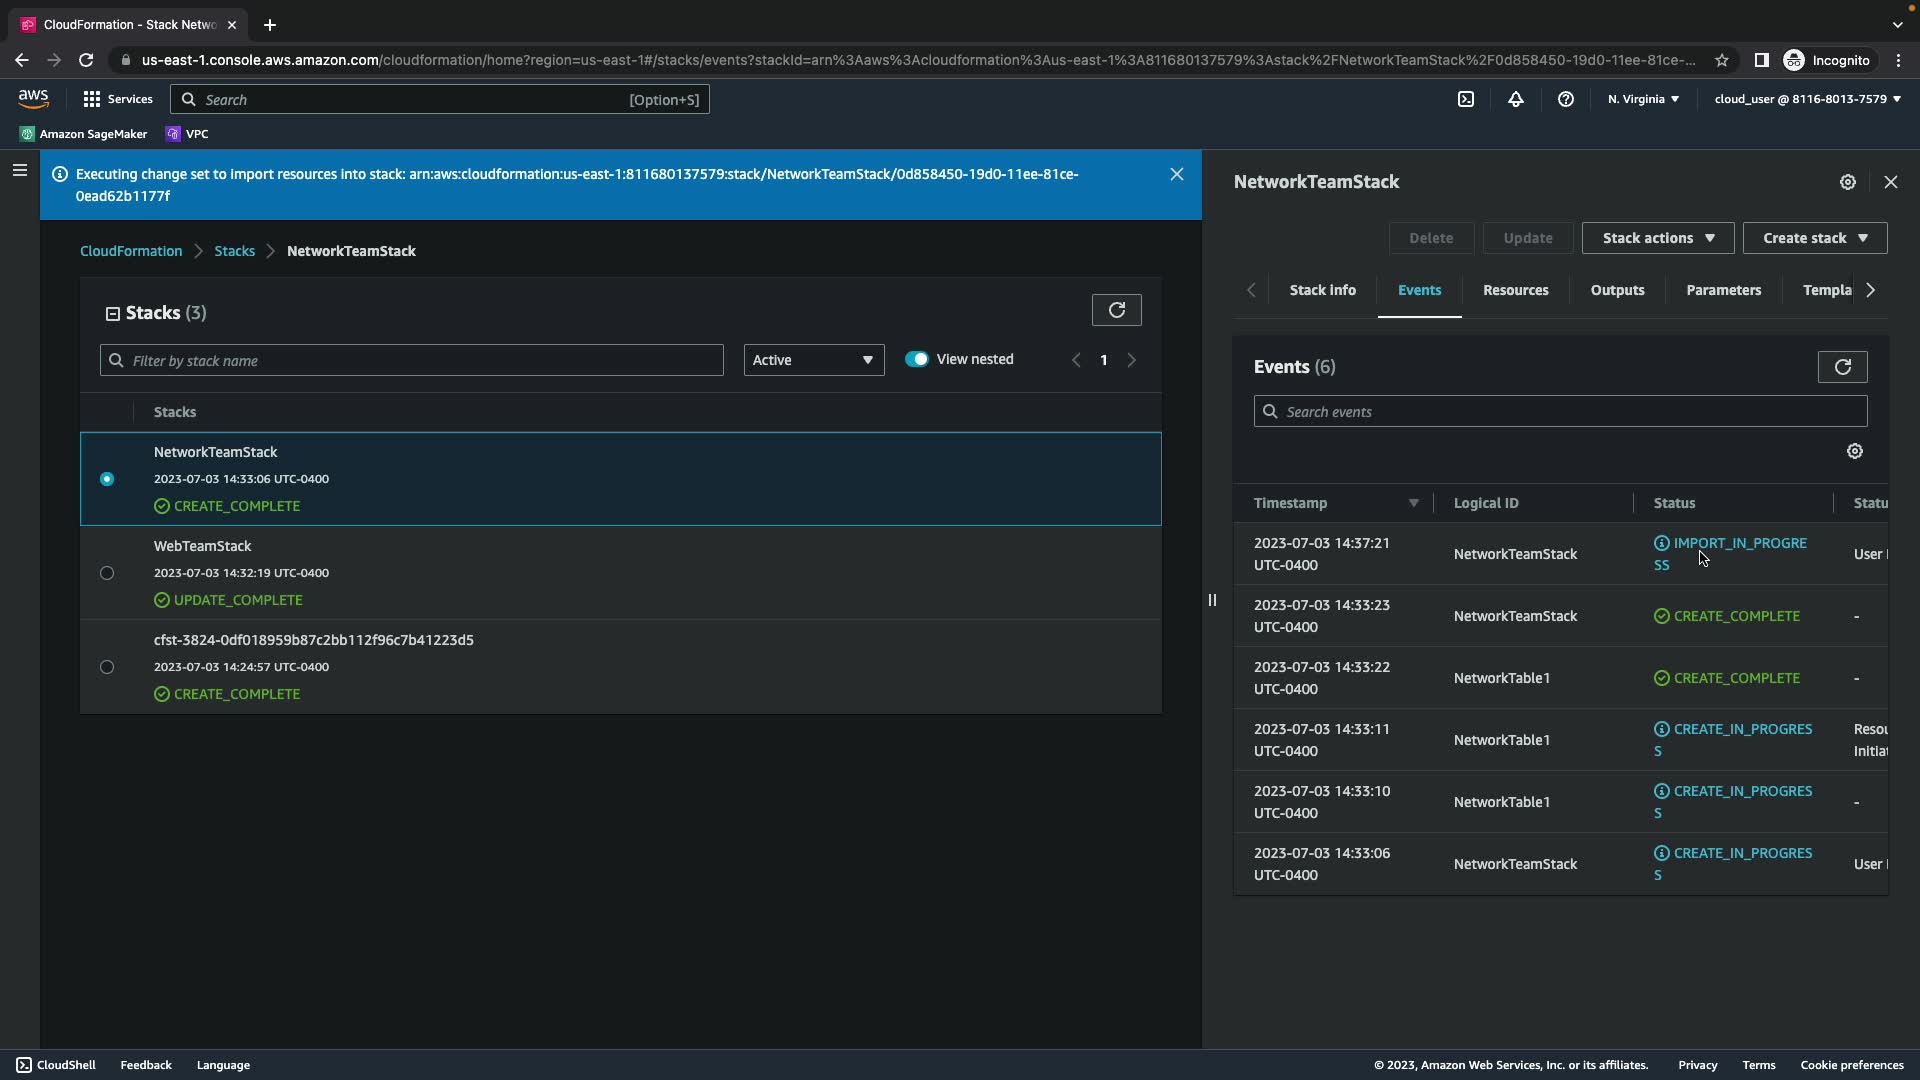 CloudFormation - Stack Netwo
us-east-1.console.aws.amazon.com/cloudformation/home?region=us-east-1#/stacks/events?stackId=arn%3Aaws%3Acloudformation%3Aus-east-1%3A811680137579%3Astack%2FNetworkTeamStack%2F0d858450-19d0-11ee-81ce-...
Incognito
aws
Services
Search
[Option+S]
N. Virginia
cloud_user @ 8116-8013-7579
Amazon SageMaker
VPC
Executing change set to import resources into stack: arn:aws:cloudformation:us-east-1:811680137579:stack/NetworkTeamStack/0d858450-19d0-11ee-81ce-
0ead62b1177f
CloudFormation
Stacks
NetworkTeamStack
Stacks (3)
Filter by stack name
Active
View nested
1
Stacks
NetworkTeamStack
2023-07-03 14:33:06 UTC-0400
CREATE_COMPLETE
WebTeamStack
2023-07-03 14:32:19 UTC-0400
UPDATE_COMPLETE
cfst-3824-0df018959b87c2bb112f96c7b41223d5
2023-07-03 14:24:57 UTC-0400
CREATE_COMPLETE
NetworkTeamStack
Delete
Update
Stack actions
Create stack
Stack info
Events
Resources
Outputs
Parameters
Templa
Events (6)
Search events
Timestamp
Logical ID
Status
Statu
2023-07-03 14:37:21
UTC-0400
NetworkTeamStack
IMPORT_IN_PROGRE
SS
User
2023-07-03 14:33:23
UTC-0400
NetworkTeamStack
CREATE_COMPLETE
-
2023-07-03 14:33:22
UTC-0400
NetworkTable1
CREATE_COMPLETE
-
2023-07-03 14:33:11
UTC-0400
NetworkTable1
CREATE_IN_PROGRES
S
Resou
Initiat
2023-07-03 14:33:10
UTC-0400
NetworkTable1
CREATE_IN_PROGRES
S
-
2023-07-03 14:33:06
UTC-0400
NetworkTeamStack
CREATE_IN_PROGRES
S
User
CloudShell
Feedback
Language
© 2023, Amazon Web Services, Inc. or its affiliates.
Privacy
Terms
Cookie preferences